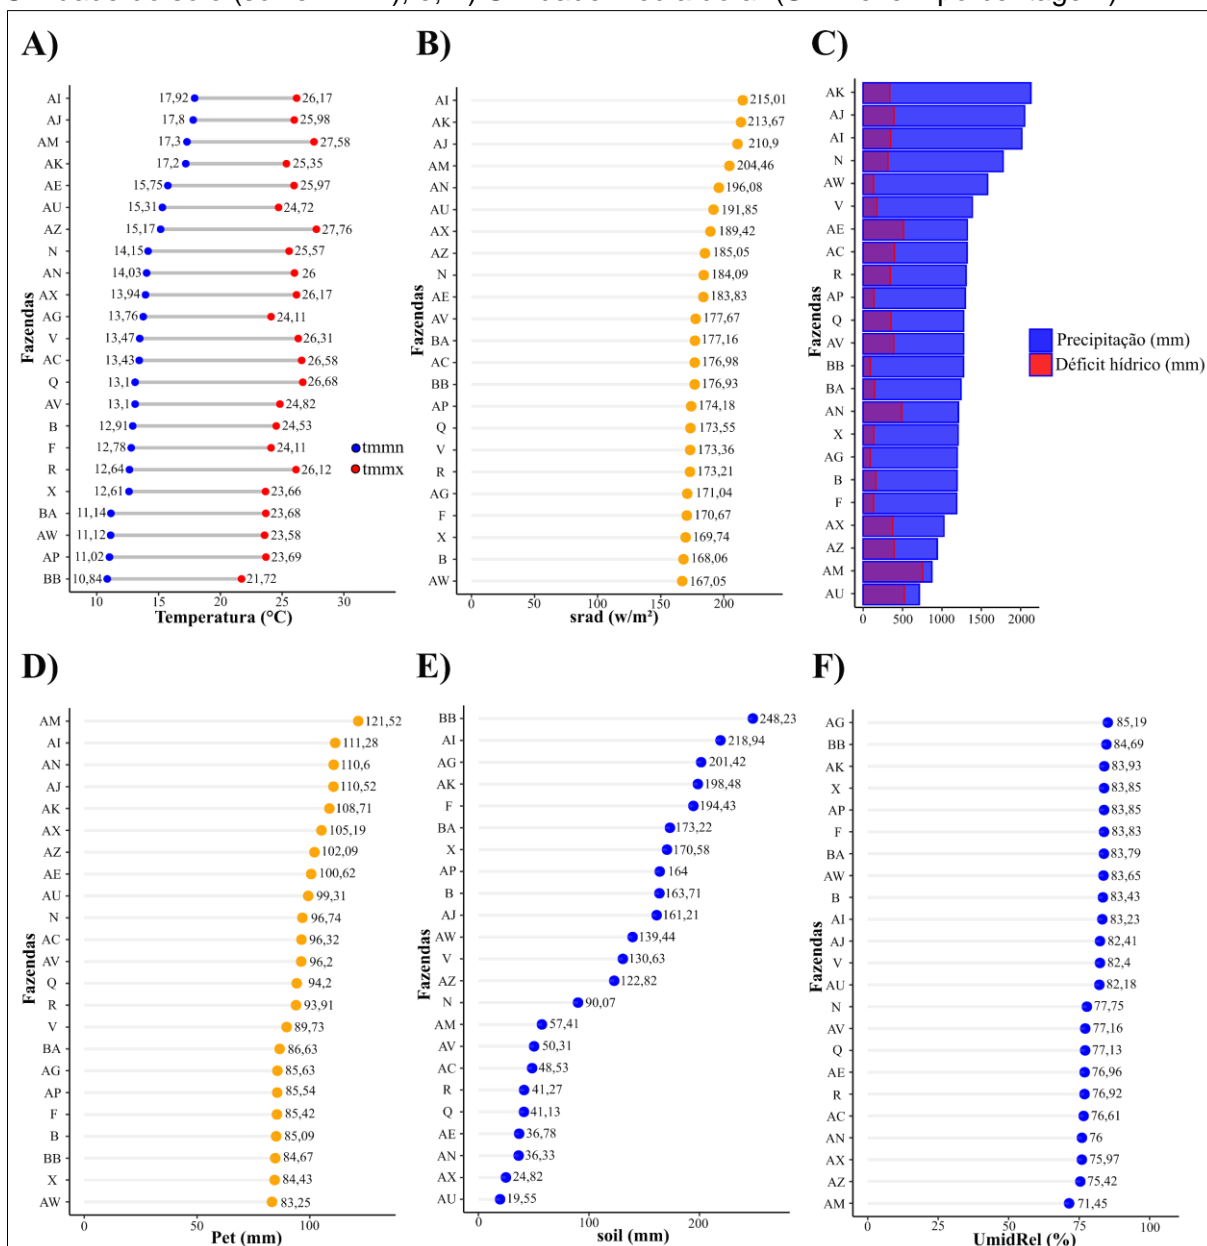 A)
B)
C)
AI 17,92 26,17
AJ 17,8 25,98
AM 17,3 27,58
AK 17,2 25,35
AE 15,75 25,97
AU 15,31 24,72
AZ 15,17 27,76
N 14,15 25,57
AN 14,03 26
AX 13,94 26,17
AG 13,76 24,11
V 13,47 26,31
AC 13,43 26,58
Q 13,1 26,68
AV 13,1 24,82
B 12,91 24,53
F 12,78 24,11
R 12,64 26,12
X 12,61 23,66
BA 11,14 23,68
AW 11,12 23,58
AP 11,02 23,69
BB 10,84 21,72
Fazendas
tmmn
tmmx
10 15 20 25 30
Temperatura (°C)
AI 215,01
AK 213,67
AJ 210,9
AM 204,46
AN 196,08
AU 191,85
AX 189,42
AZ 185,05
N 184,09
AE 183,83
AV 177,67
BA 177,16
AC 176,98
BB 176,93
AP 174,18
Q 173,55
V 173,36
R 173,21
AG 171,04
F 170,67
X 169,74
B 168,06
AW 167,05
Fazendas
0 50 100 150 200
srad (w/m²)
AK
AJ
AI
N
AW
V
AE
AC
R
AP
Q
AV
BB
BA
AN
X
AG
B
F
AX
AZ
AM
AU
Fazendas
Precipitação (mm)
Déficit hídrico (mm)
0 500 1000 1500 2000
D)
E)
F)
AM 121,52
AI 111,28
AN 110,6
AJ 110,52
AK 108,71
AX 105,19
AZ 102,09
AE 100,62
AU 99,31
N 96,74
AC 96,32
AV 96,2
Q 94,2
R 93,91
V 89,73
BA 86,63
AG 85,63
AP 85,54
F 85,42
B 85,09
BB 84,67
X 84,43
AW 83,25
Fazendas
0 50 100
Pet (mm)
BB 248,23
AI 218,94
AG 201,42
AK 198,48
F 194,43
BA 173,22
X 170,58
AP 164
B 163,71
AJ 161,21
AW 139,44
V 130,63
AZ 122,82
N 90,07
AM 57,41
AV 50,31
AC 48,53
R 41,27
Q 41,13
AE 36,78
AN 36,33
AX 24,82
AU 19,55
Fazendas
0 100 200
soil (mm)
AG 85,19
BB 84,69
AK 83,93
X 83,85
AP 83,85
F 83,83
BA 83,79
AW 83,65
B 83,43
AI 83,23
AJ 82,41
V 82,4
AU 82,18
N 77,75
AV 77,16
Q 77,13
AE 76,96
R 76,92
AC 76,61
AN 76
AX 75,97
AZ 75,42
AM 71,45
Fazendas
0 25 50 75 100
UmidRel (%)